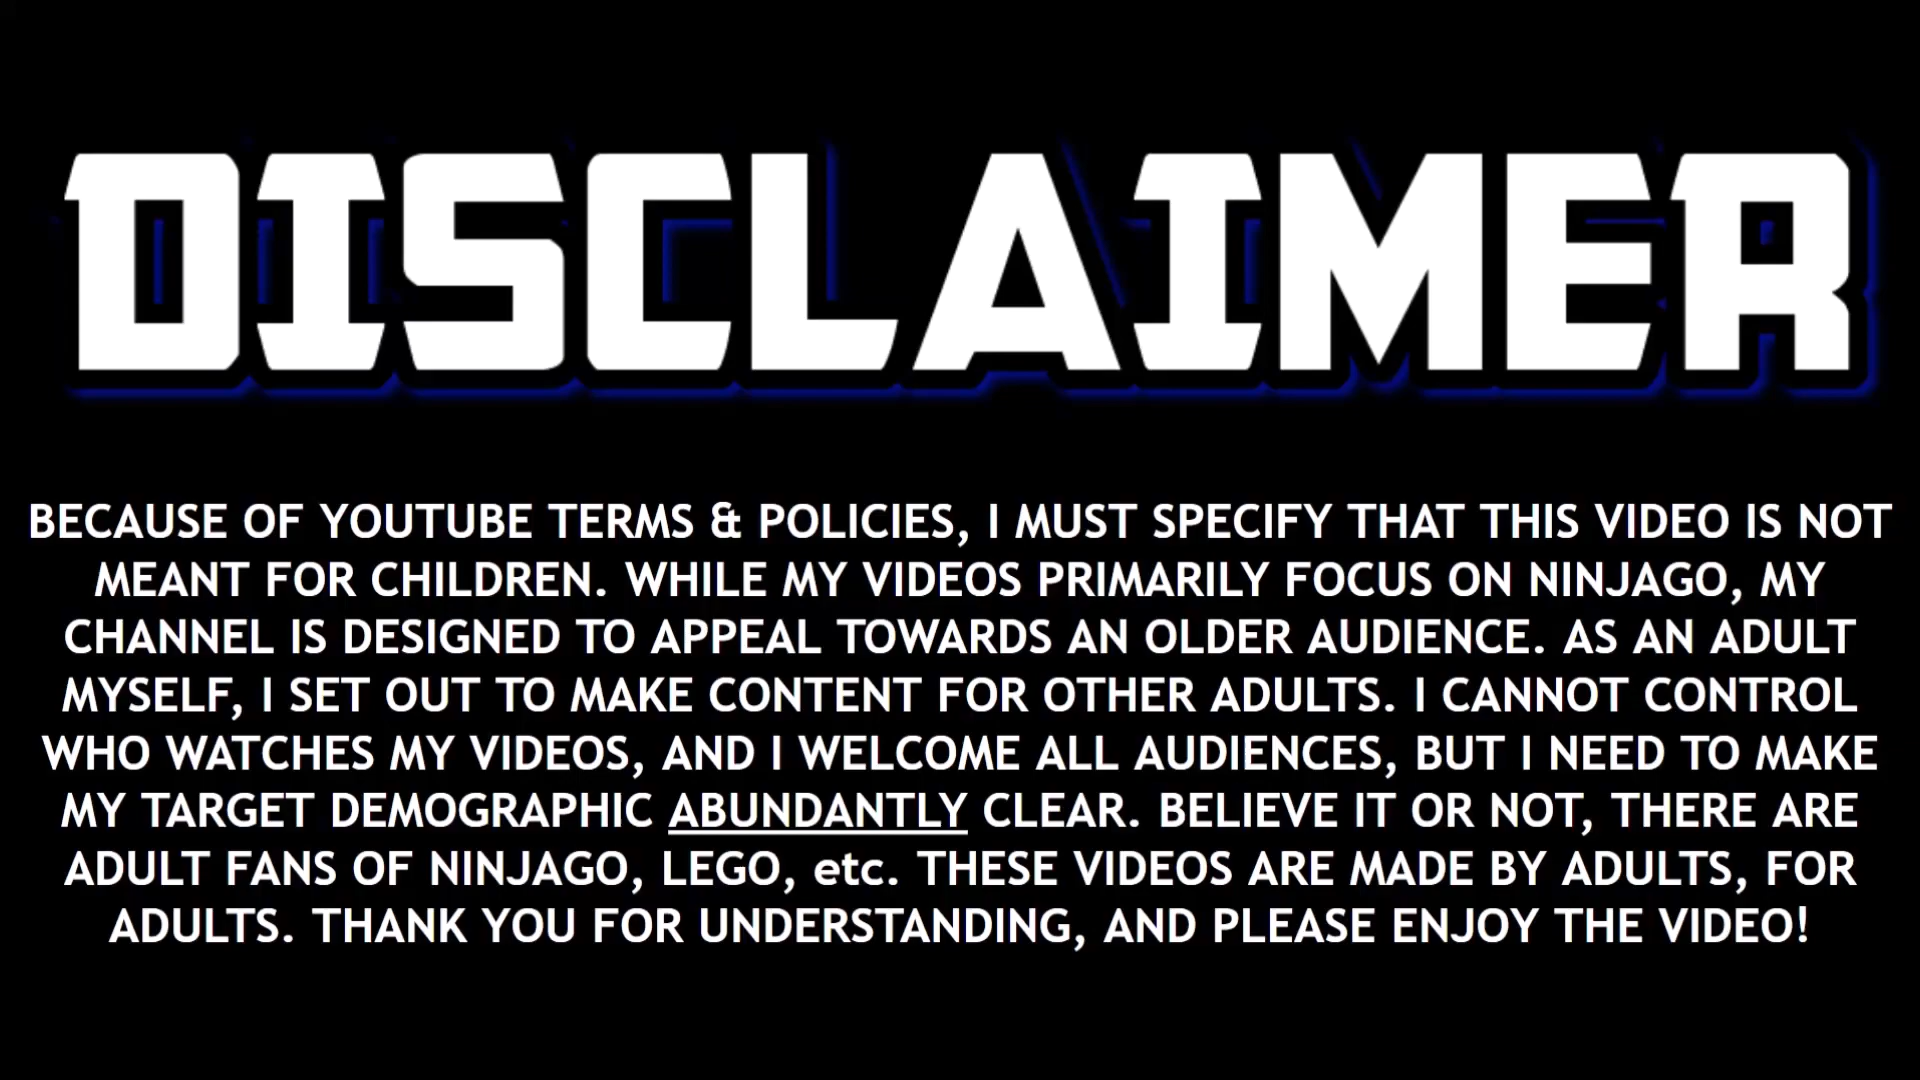 DISCLAIMER
BECAUSE OF YOUTUBE TERMS & POLICIES, I MUST SPECIFY THAT THIS VIDEO IS NOT
MEANT FOR CHILDREN. WHILE MY VIDEOS PRIMARILY FOCUS ON NINJAGO, MY
CHANNEL IS DESIGNED TO APPEAL TOWARDS AN OLDER AUDIENCE. AS AN ADULT
MYSELF, I SET OUT TO MAKE CONTENT FOR OTHER ADULTS. I CANNOT CONTROL
WHO WATCHES MY VIDEOS, AND I WELCOME ALL AUDIENCES, BUT I NEED TO MAKE
MY TARGET DEMOGRAPHIC ABUNDANTLY CLEAR. BELIEVE IT OR NOT, THERE ARE
ADULT FANS OF NINJAGO, LEGO, etc. THESE VIDEOS ARE MADE BY ADULTS, FOR
ADULTS. THANK YOU FOR UNDERSTANDING, AND PLEASE ENJOY THE VIDEO!